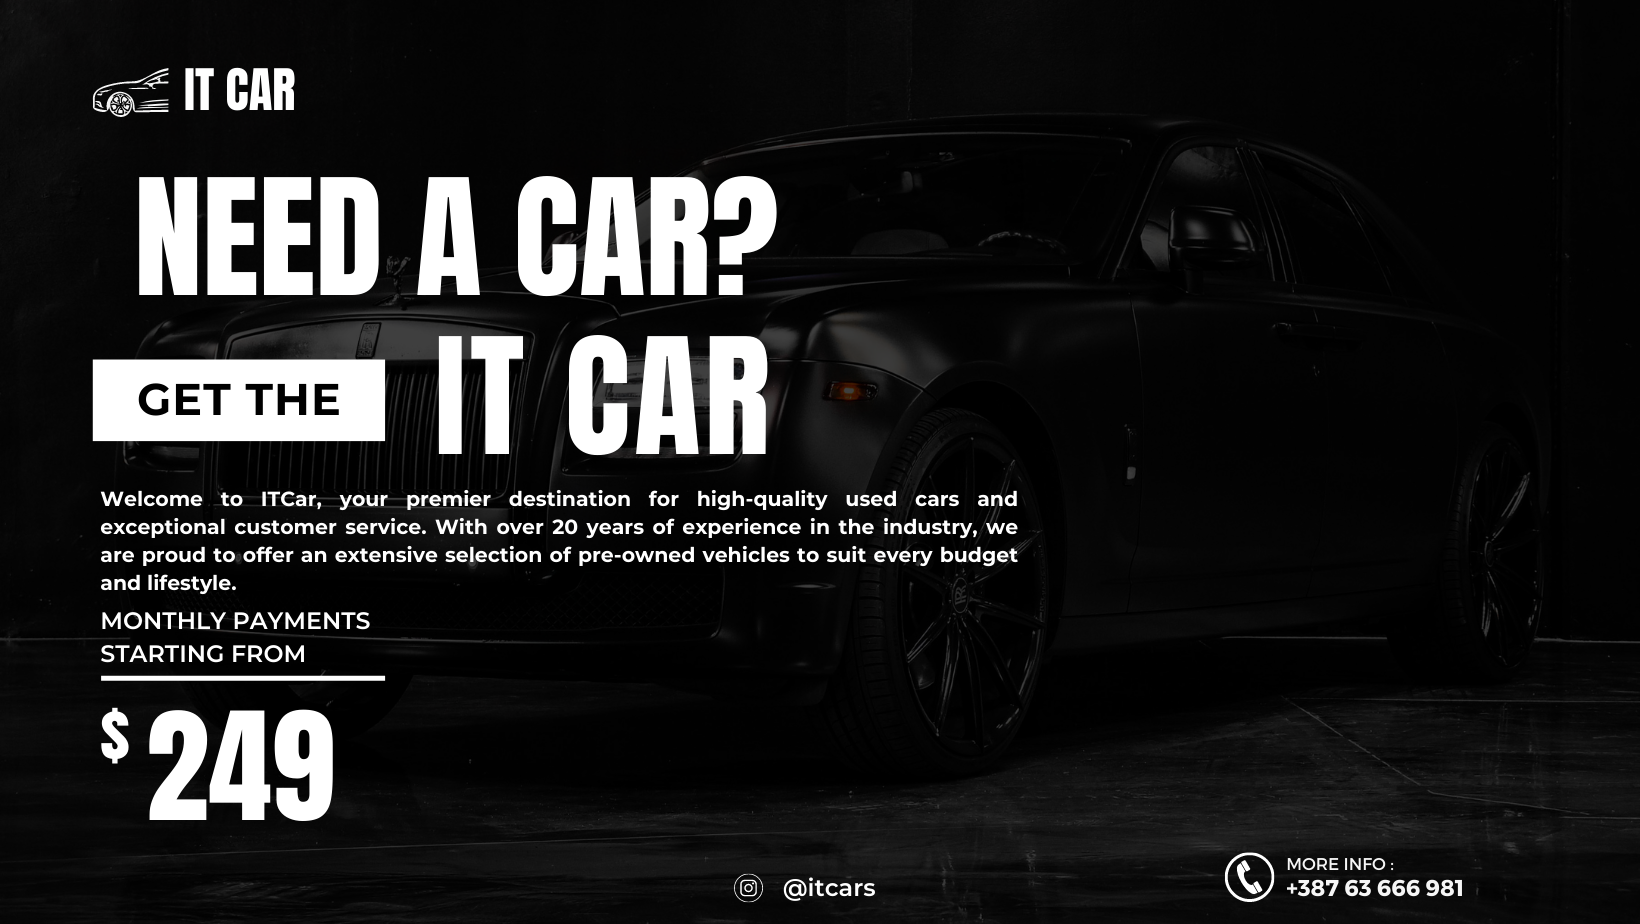 IT CAR
NEED A CAR?
GET THE IT CAR
Welcome to ITCar, your premier destination for high-quality used cars and
exceptional customer service. With over 20 years of experience in the industry, we
are proud to offer an extensive selection of pre-owned vehicles to suit every budget
and lifestyle.
MONTHLY PAYMENTS
STARTING FROM
$ 249
@itcars
MORE INFO :
+387 63 666 981